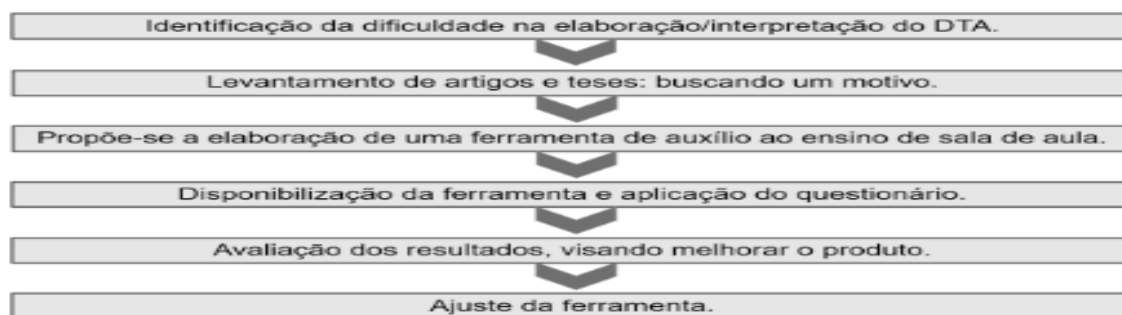 Identificação da dificuldade na elaboração/interpretação do DTA.
Levantamento de artigos e teses: buscando um motivo.
Propõe-se a elaboração de uma ferramenta de auxílio ao ensino de sala de aula.
Disponibilização da ferramenta e aplicação do questionário.
Avaliação dos resultados, visando melhorar o produto.
Ajuste da ferramenta.